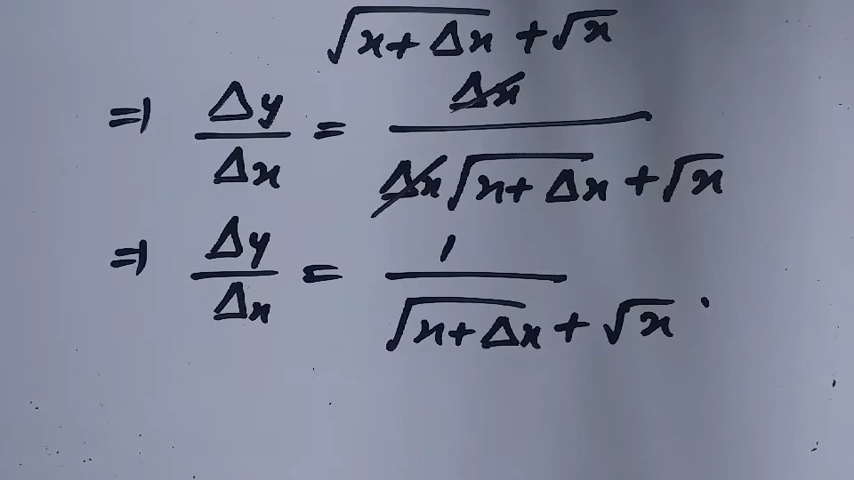 √(x+Δx) + √x
⇒ Δy/Δx = Δx/(Δx√(x+Δx) + √x)
⇒ Δy/Δx = 1/(√(x+Δx) + √x) .